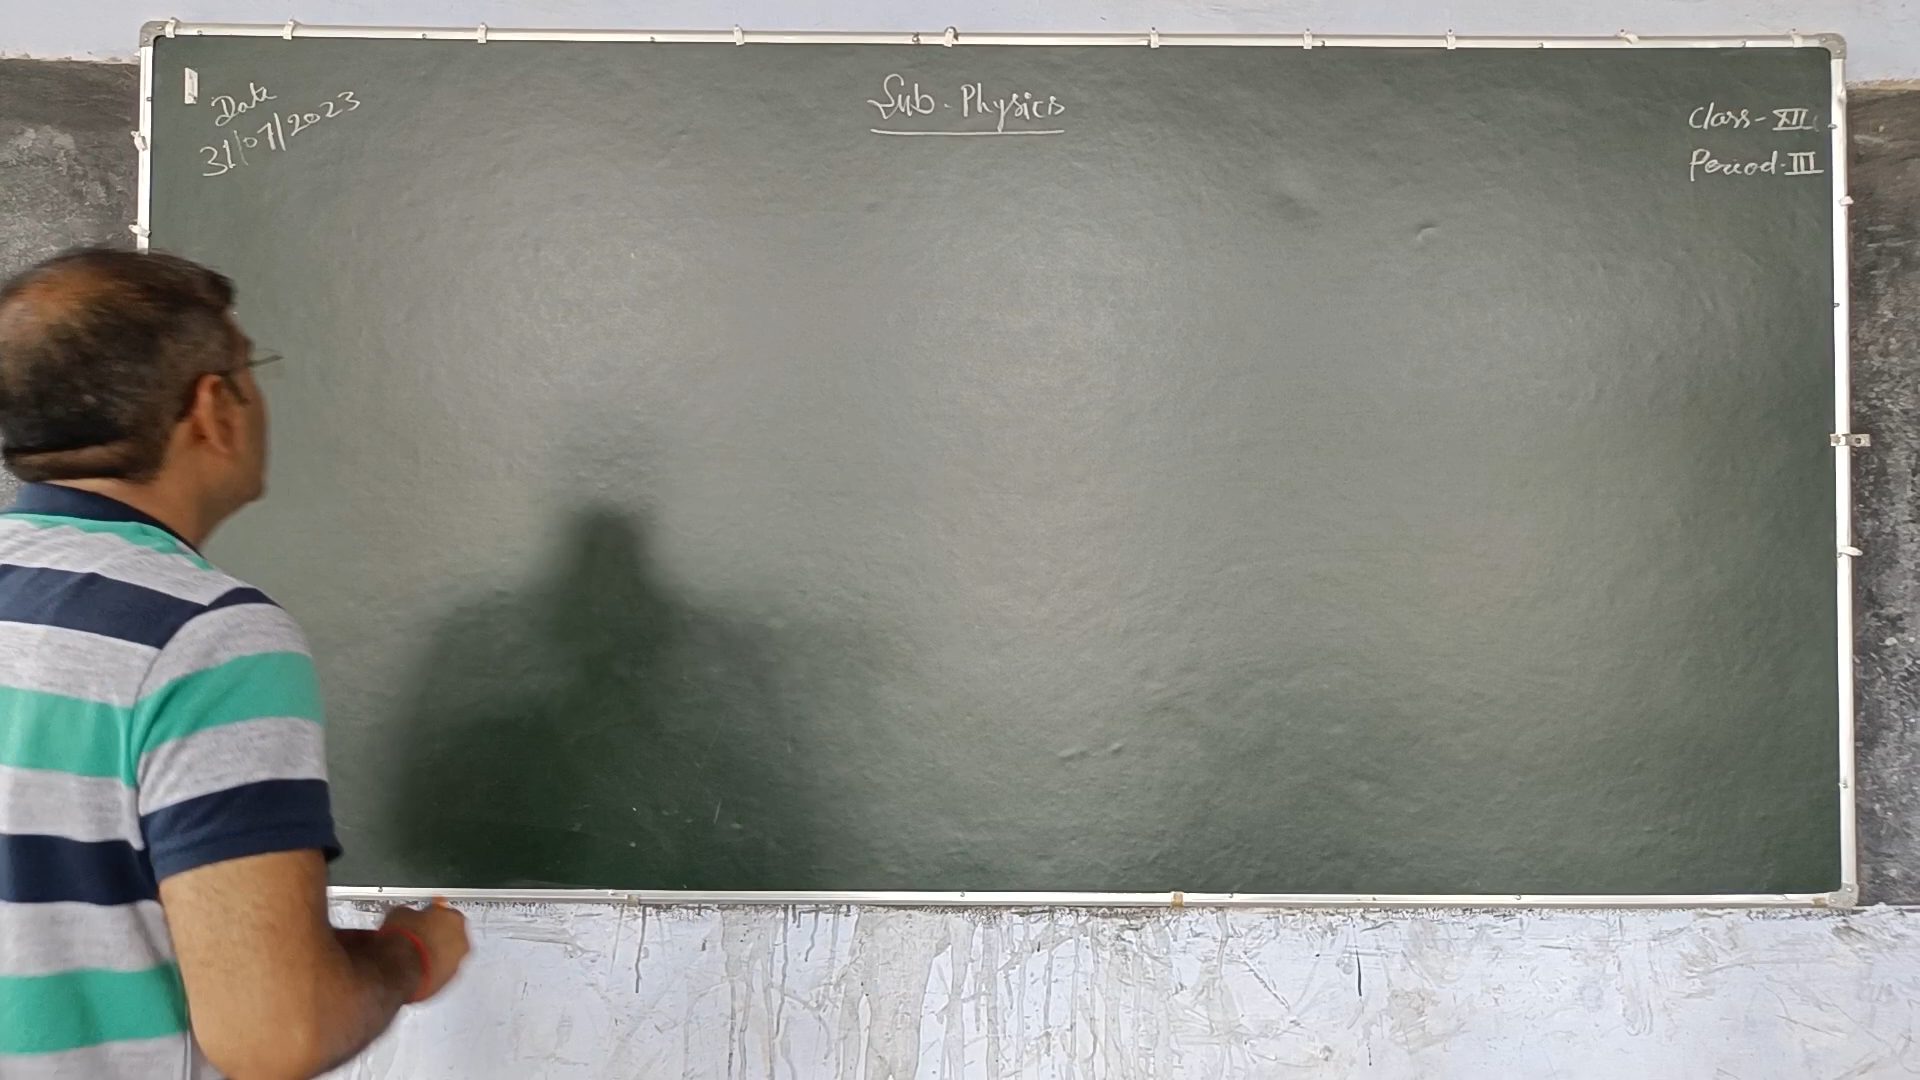 Date
31/07/2023
Sub. Physics
Class-XII
Period-III